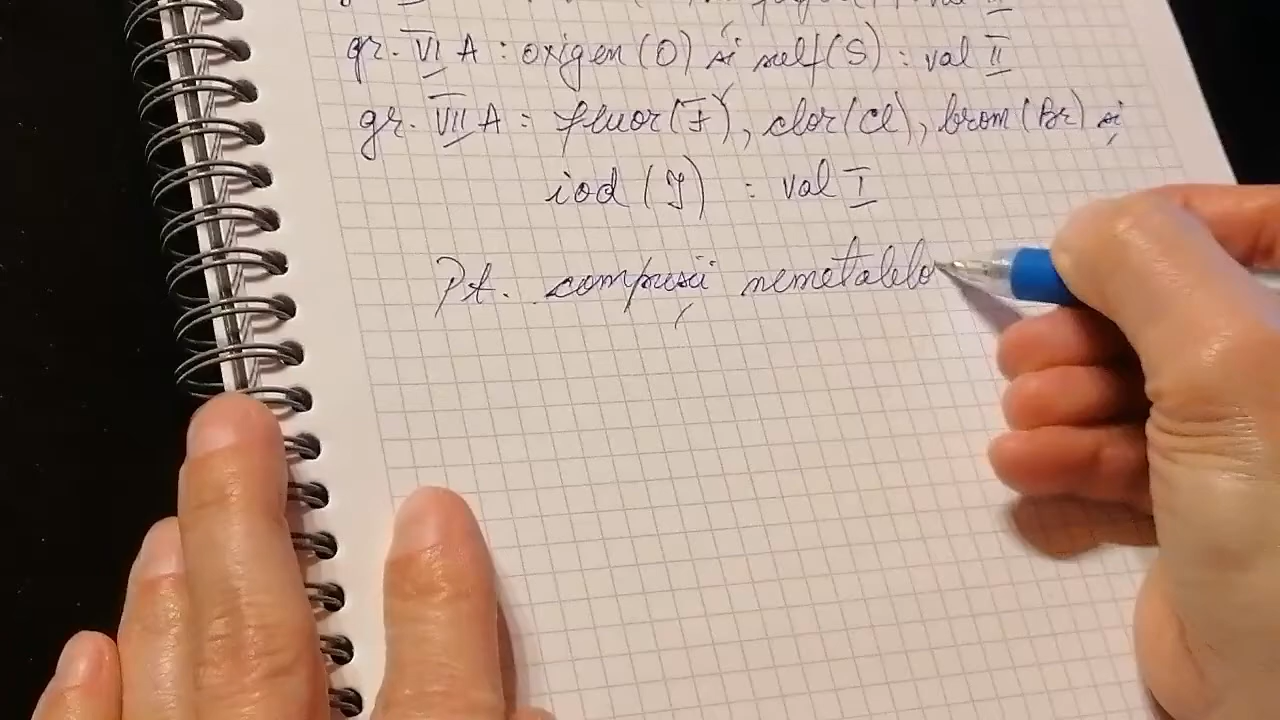 gr. VI A : oxigen (O) și sulf (S) : val II
gr. VII A : fluor (F), clor (Cl), brom (Br) și
iod (I) : val I
Pt. compușii nemetalelo